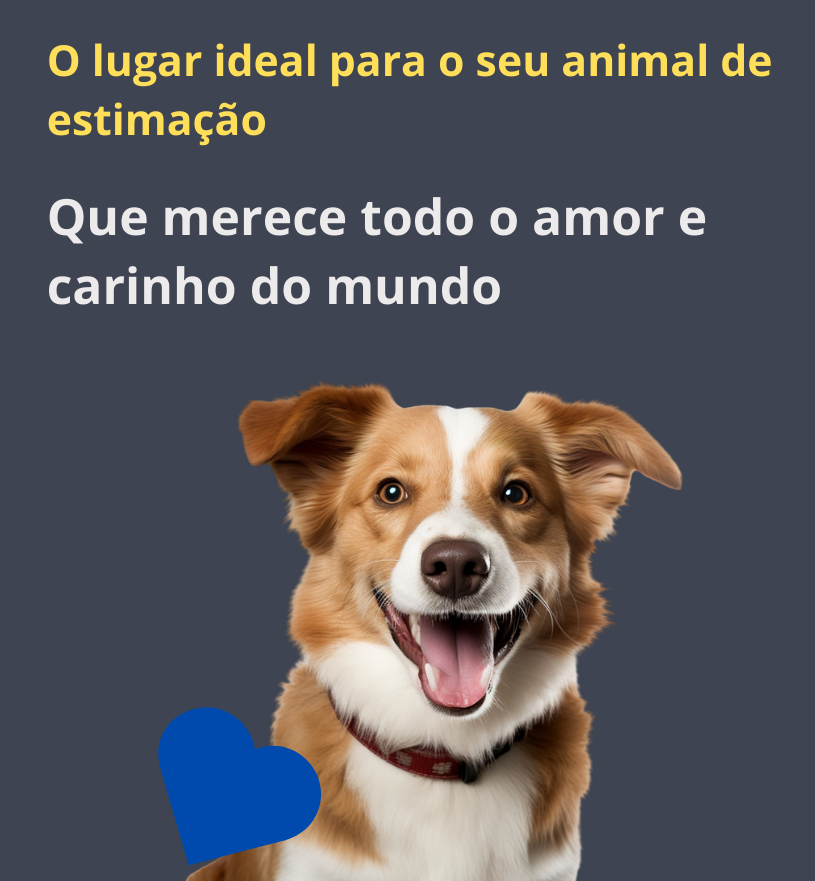 O lugar ideal para o seu animal de
estimação
Que merece todo o amor e
carinho do mundo